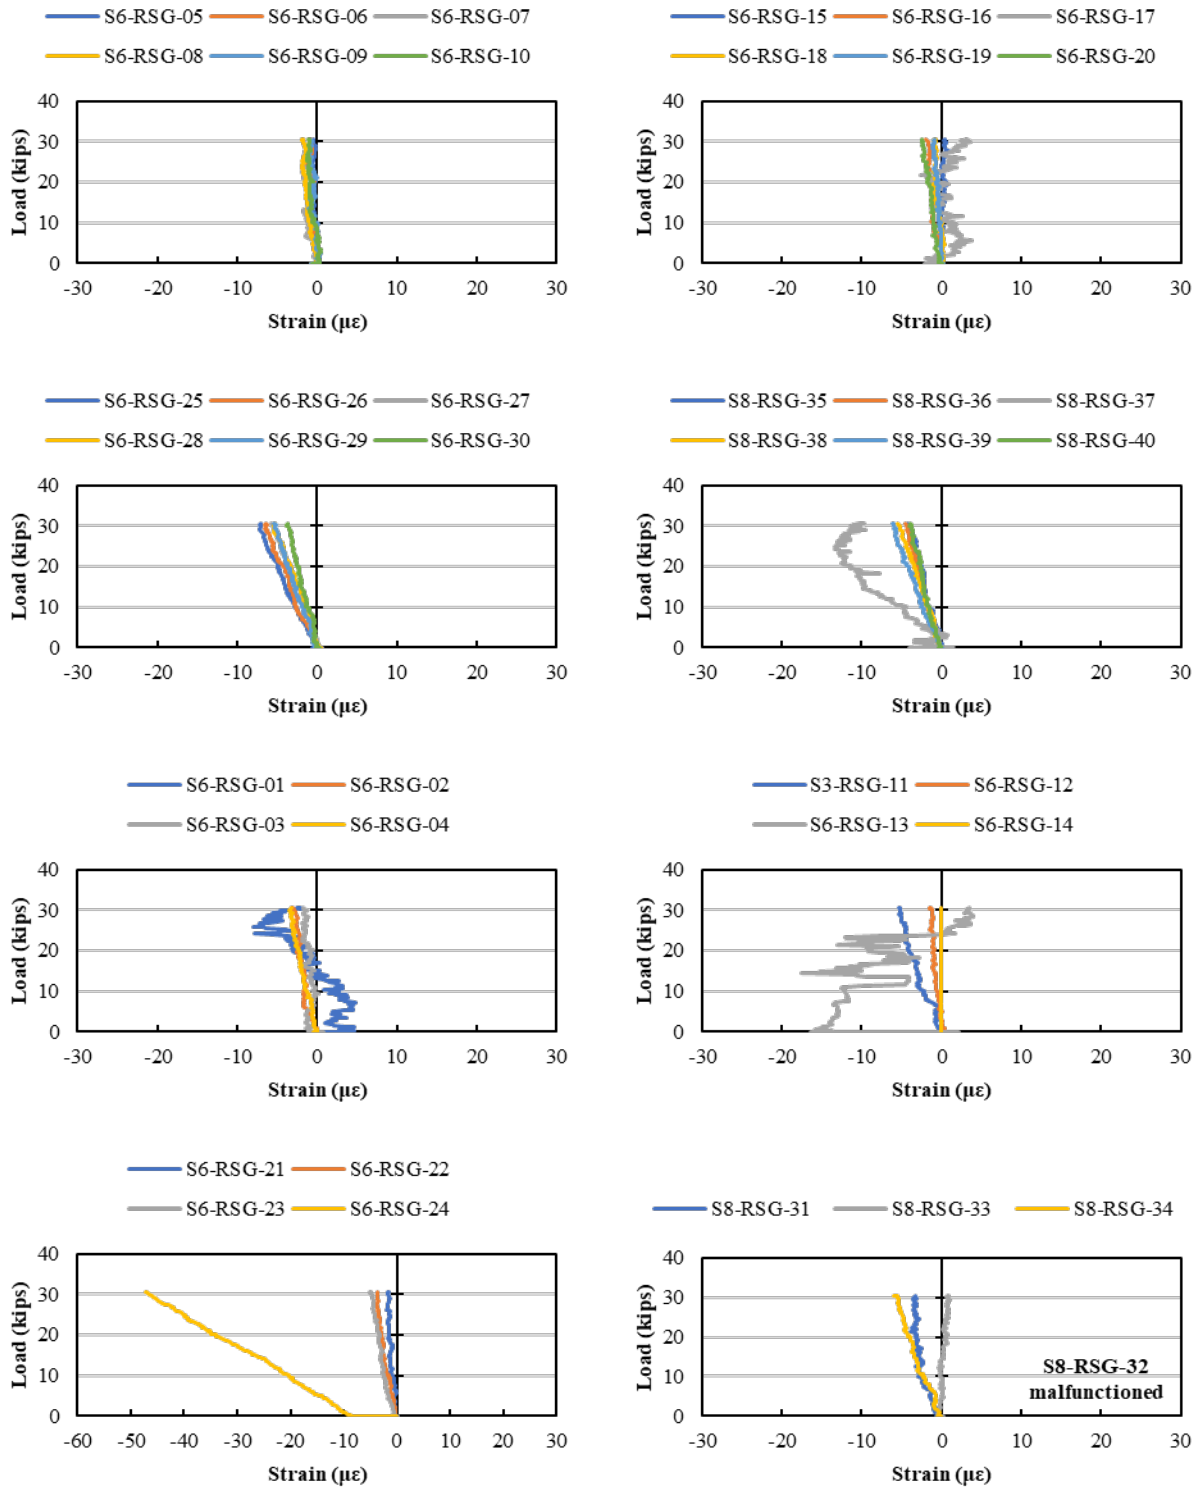 S6-RSG-05 S6-RSG-06 S6-RSG-07
S6-RSG-08 S6-RSG-09 S6-RSG-10
40
30
20
10
0
Load (kips)
-30 -20 -10 0 10 20 30
Strain (με)
S6-RSG-15 S6-RSG-16 S6-RSG-17
S6-RSG-18 S6-RSG-19 S6-RSG-20
40
30
20
10
0
Load (kips)
-30 -20 -10 0 10 20 30
Strain (με)
S6-RSG-25 S6-RSG-26 S6-RSG-27
S6-RSG-28 S6-RSG-29 S6-RSG-30
40
30
20
10
0
Load (kips)
-30 -20 -10 0 10 20 30
Strain (με)
S8-RSG-35 S8-RSG-36 S8-RSG-37
S8-RSG-38 S8-RSG-39 S8-RSG-40
40
30
20
10
0
Load (kips)
-30 -20 -10 0 10 20 30
Strain (με)
S6-RSG-01 S6-RSG-02
S6-RSG-03 S6-RSG-04
40
30
20
10
0
Load (kips)
-30 -20 -10 0 10 20 30
Strain (με)
S3-RSG-11 S6-RSG-12
S6-RSG-13 S6-RSG-14
40
30
20
10
0
Load (kips)
-30 -20 -10 0 10 20 30
Strain (με)
S6-RSG-21 S6-RSG-22
S6-RSG-23 S6-RSG-24
40
30
20
10
0
Load (kips)
-60 -50 -40 -30 -20 -10 0 10 20 30
Strain (με)
S8-RSG-31 S8-RSG-33 S8-RSG-34
40
30
20
10
0
Load (kips)
S8-RSG-32
malfunctioned
-30 -20 -10 0 10 20 30
Strain (με)